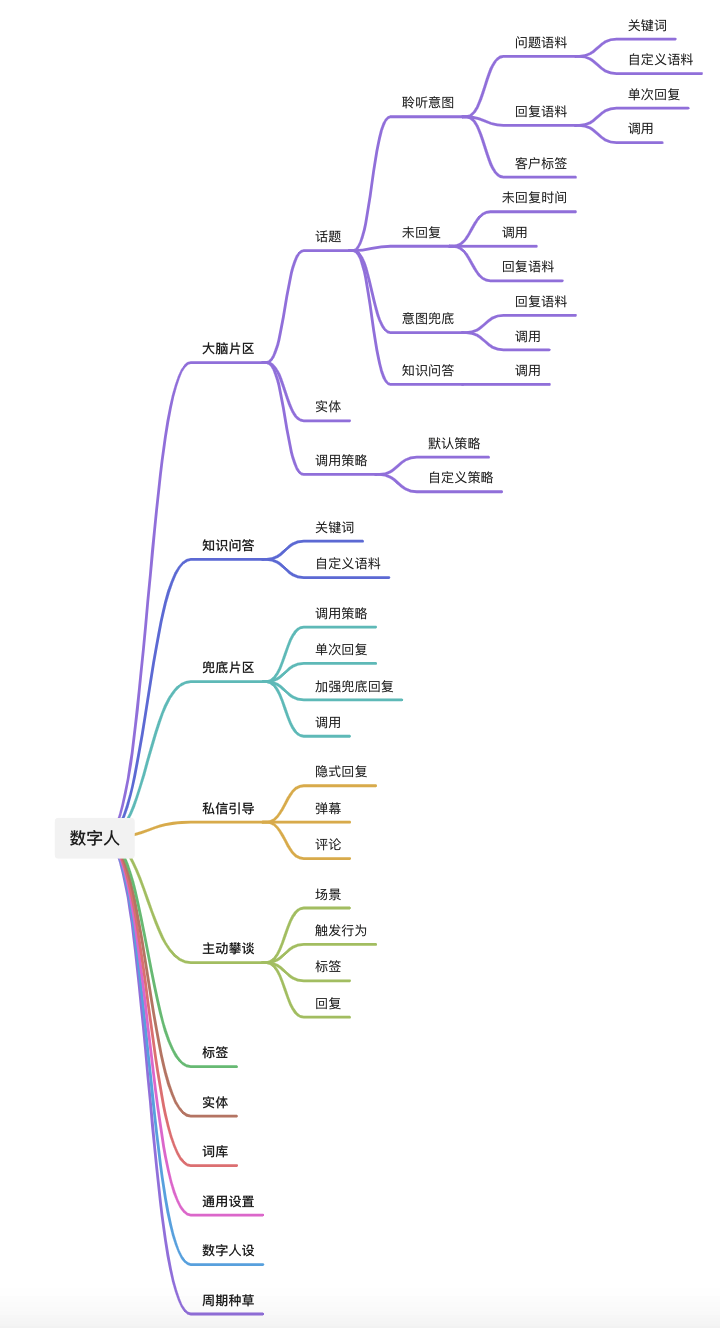 数字人
大脑片区
话题
聆听意图
问题语料
关键词
自定义语料
回复语料
单次回复
调用
客户标签
未回复
未回复时间
调用
回复语料
意图兜底
回复语料
调用
知识问答
调用
实体
调用策略
默认策略
自定义策略
知识问答
关键词
自定义语料
兜底片区
调用策略
单次回复
加强兜底回复
调用
私信引导
隐式回复
弹幕
评论
主动攀谈
场景
触发行为
标签
回复
标签
实体
词库
通用设置
数字人设
周期种草